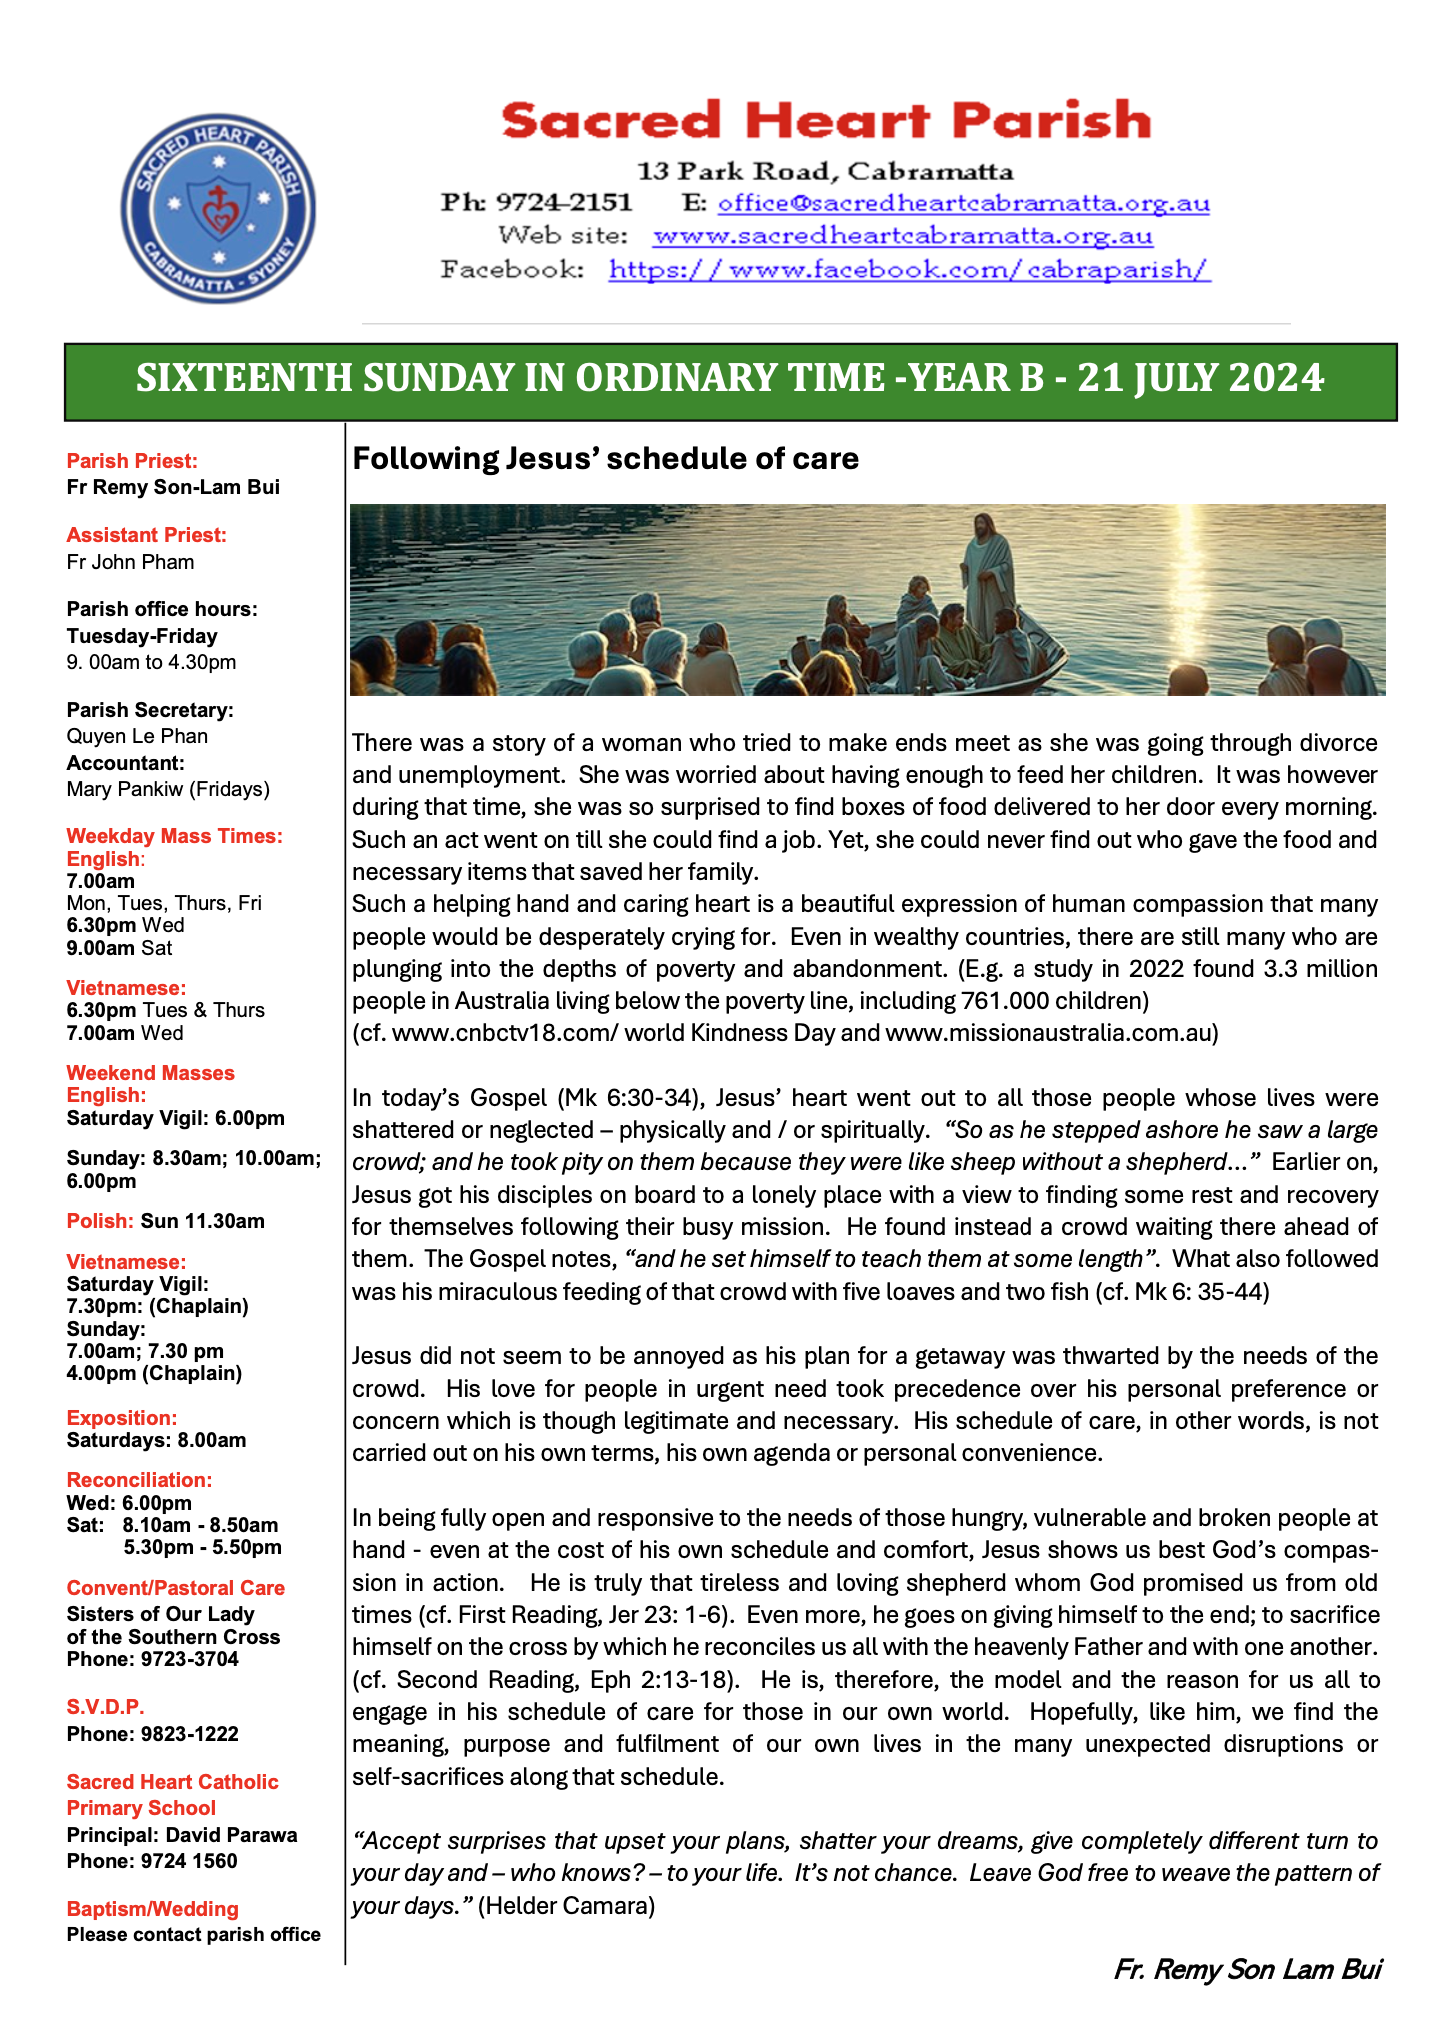 SACRED HEART PARISH
CABRAMATTA - SYDNEY
Sacred Heart Parish
13 Park Road, Cabramatta
Ph: 9724-2151 E: office@sacredheartcabramatta.org.au
Web site: www.sacredheartcabramatta.org.au
Facebook: https://www.facebook.com/cabraparish/
SIXTEENTH SUNDAY IN ORDINARY TIME -YEAR B - 21 JULY 2024
Parish Priest:
Fr Remy Son-Lam Bui
Assistant Priest:
Fr John Pham
Parish office hours:
Tuesday-Friday
9. 00am to 4.30pm
Parish Secretary:
Quyen Le Phan
Accountant:
Mary Pankiw (Fridays)
Weekday Mass Times:
English:
7.00am
Mon, Tues, Thurs, Fri
6.30pm Wed
9.00am Sat
Vietnamese:
6.30pm Tues & Thurs
7.00am Wed
Weekend Masses
English:
Saturday Vigil: 6.00pm
Sunday: 8.30am; 10.00am;
6.00pm
Polish: Sun 11.30am
Vietnamese:
Saturday Vigil:
7.30pm: (Chaplain)
Sunday:
7.00am; 7.30 pm
4.00pm (Chaplain)
Exposition:
Saturdays: 8.00am
Reconciliation:
Wed: 6.00pm
Sat: 8.10am - 8.50am
5.30pm - 5.50pm
Convent/Pastoral Care
Sisters of Our Lady
of the Southern Cross
Phone: 9723-3704
S.V.D.P.
Phone: 9823-1222
Sacred Heart Catholic
Primary School
Principal: David Parawa
Phone: 9724 1560
Baptism/Wedding
Please contact parish office
Following Jesus’ schedule of care
There was a story of a woman who tried to make ends meet as she was going through divorce
and unemployment. She was worried about having enough to feed her children. It was however
during that time, she was so surprised to find boxes of food delivered to her door every morning.
Such an act went on till she could find a job. Yet, she could never find out who gave the food and
necessary items that saved her family.
Such a helping hand and caring heart is a beautiful expression of human compassion that many
people would be desperately crying for. Even in wealthy countries, there are still many who are
plunging into the depths of poverty and abandonment. (E.g. a study in 2022 found 3.3 million
people in Australia living below the poverty line, including 761.000 children)
(cf. www.cnbctv18.com/ world Kindness Day and www.missionaustralia.com.au)
In today’s Gospel (Mk 6:30-34), Jesus’ heart went out to all those people whose lives were
shattered or neglected – physically and / or spiritually. “So as he stepped ashore he saw a large
crowd; and he took pity on them because they were like sheep without a shepherd…” Earlier on,
Jesus got his disciples on board to a lonely place with a view to finding some rest and recovery
for themselves following their busy mission. He found instead a crowd waiting there ahead of
them. The Gospel notes, “and he set himself to teach them at some length”. What also followed
was his miraculous feeding of that crowd with five loaves and two fish (cf. Mk 6: 35-44)
Jesus did not seem to be annoyed as his plan for a getaway was thwarted by the needs of the
crowd. His love for people in urgent need took precedence over his personal preference or
concern which is though legitimate and necessary. His schedule of care, in other words, is not
carried out on his own terms, his own agenda or personal convenience.
In being fully open and responsive to the needs of those hungry, vulnerable and broken people at
hand - even at the cost of his own schedule and comfort, Jesus shows us best God’s compas-
sion in action. He is truly that tireless and loving shepherd whom God promised us from old
times (cf. First Reading, Jer 23: 1-6). Even more, he goes on giving himself to the end; to sacrifice
himself on the cross by which he reconciles us all with the heavenly Father and with one another.
(cf. Second Reading, Eph 2:13-18). He is, therefore, the model and the reason for us all to
engage in his schedule of care for those in our own world. Hopefully, like him, we find the
meaning, purpose and fulfilment of our own lives in the many unexpected disruptions or
self-sacrifices along that schedule.
“Accept surprises that upset your plans, shatter your dreams, give completely different turn to
your day and – who knows? – to your life. It’s not chance. Leave God free to weave the pattern of
your days.” (Helder Camara)
Fr. Remy Son Lam Bui